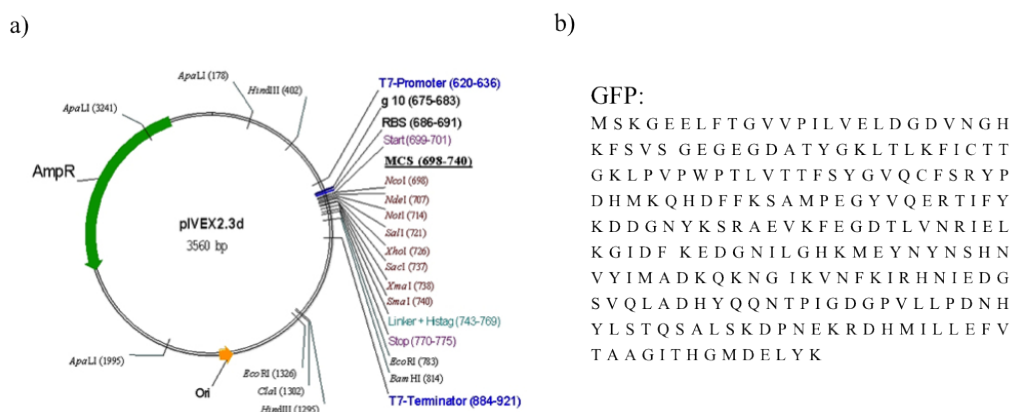 a)
ApaLI (178)
HindIII (402)
ApaLI (3241)
AmpR
pIVEX2.3d
3560 bp
ApaLI (1995)
Ori
EcoRI (1326)
ClaI (1302)
HindIII (1295)
T7-Promoter (620-636)
g 10 (675-683)
RBS (686-691)
Start (699-701)
MCS (698-740)
NcoI (698)
NdeI (707)
NotI (714)
SalI (721)
XhoI (726)
SacI (737)
XmaI (738)
SmaI (740)
Linker + Histag (743-769)
Stop (770-775)
EcoRI (783)
BamHI (814)
T7-Terminator (884-921)
b)
GFP:
M S K G E E L F T G V V P I L V E L D G D V N G H
K F S V S G E G E G D A T Y G K L T L K F I C T T
G K L P V P W P T L V T T F S Y G V Q C F S R Y P
D H M K Q H D F F K S A M P E G Y V Q E R T I F Y
K D D G N Y K S R A E V K F E G D T L V N R I E L
K G I D F K E D G N I L G H K M E Y N Y N S H N
V Y I M A D K Q K N G I K V N F K I R H N I E D G
S V Q L A D H Y Q Q N T P I G D G P V L L P D N H
Y L S T Q S A L S K D P N E K R D H M I L L E F V
T A A G I T H G M D E L Y K